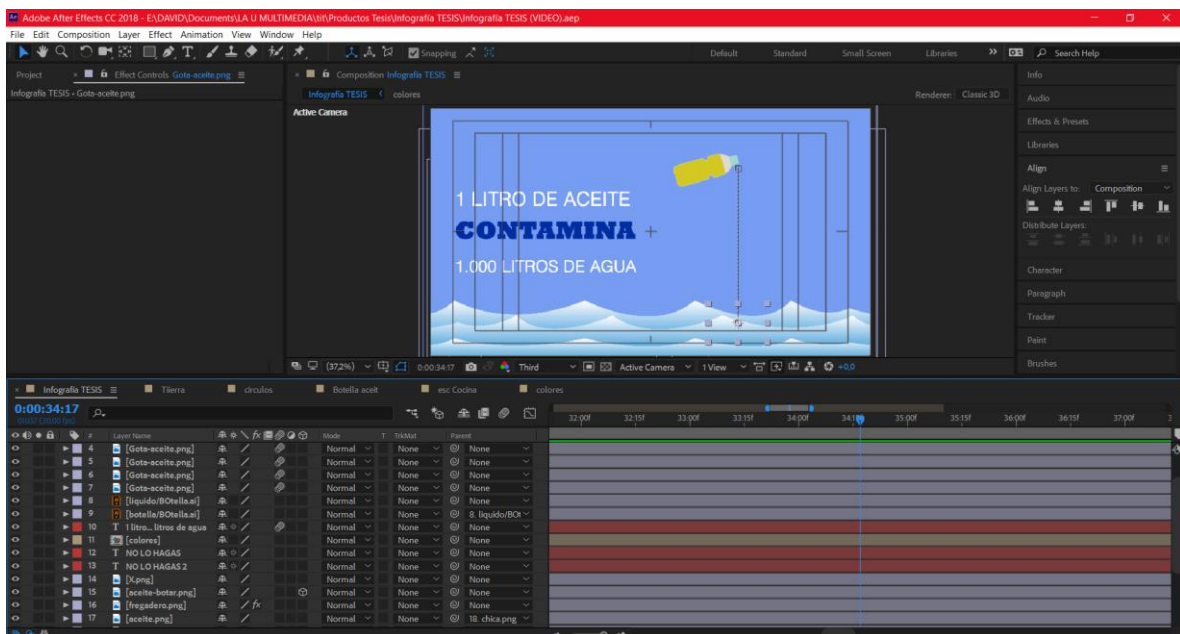 Adobe After Effects CC 2018 - E:\DAVID\Documents\LA U MULTIMEDIA\tit\Productos Tesis\Infografía TESIS\Infografía TESIS (VIDEO).aep
File Edit Composition Layer Effect Animation View Window Help
Snapping Default Standard Small Screen Libraries Search Help
Project Effect Controls Gota-aceite.png Composition Infografía TESIS Info
Infografía TESIS • Gota-aceite.png Infografía TESIS colores Renderer: Classic 3D
Audio
Active Camera
Effects & Presets
Libraries
Align
Align Layers to: Composition
Distribute Layers:
1 LITRO DE ACEITE
CONTAMINA
1.000 LITROS DE AGUA
Character
Paragraph
Tracker
Paint
Brushes
(37,2%) 0:00:34:17 Third Active Camera 1 View +0,0
Infografía TESIS Tiierra circulos Botella aceit esc Cocina colores
0:00:34:17
32:00f 32:15f 33:00f 33:15f 34:00f 35:00f 35:15f 36:00f 36:15f 37:00f
# Layer Name Mode T TrkMat Parent
4 [Gota-aceite.png] Normal None None
5 [Gota-aceite.png] Normal None None
6 [Gota-aceite.png] Normal None None
7 [Gota-aceite.png] Normal None None
8 [liquido/BOtella.ai] Normal None None
9 [botella/BOtella.ai] Normal None 8. liquido/BOt
10 T 1 litro... litros de agua Normal None None
11 [colores] Normal None None
12 T NO LO HAGAS Normal None None
13 T NO LO HAGAS 2 Normal None None
14 [X.png] Normal None None
15 [aceite-botar.png] Normal None None
16 [fregadero.png] fx Normal None None
17 [aceite.png] Normal None 18. chica.png